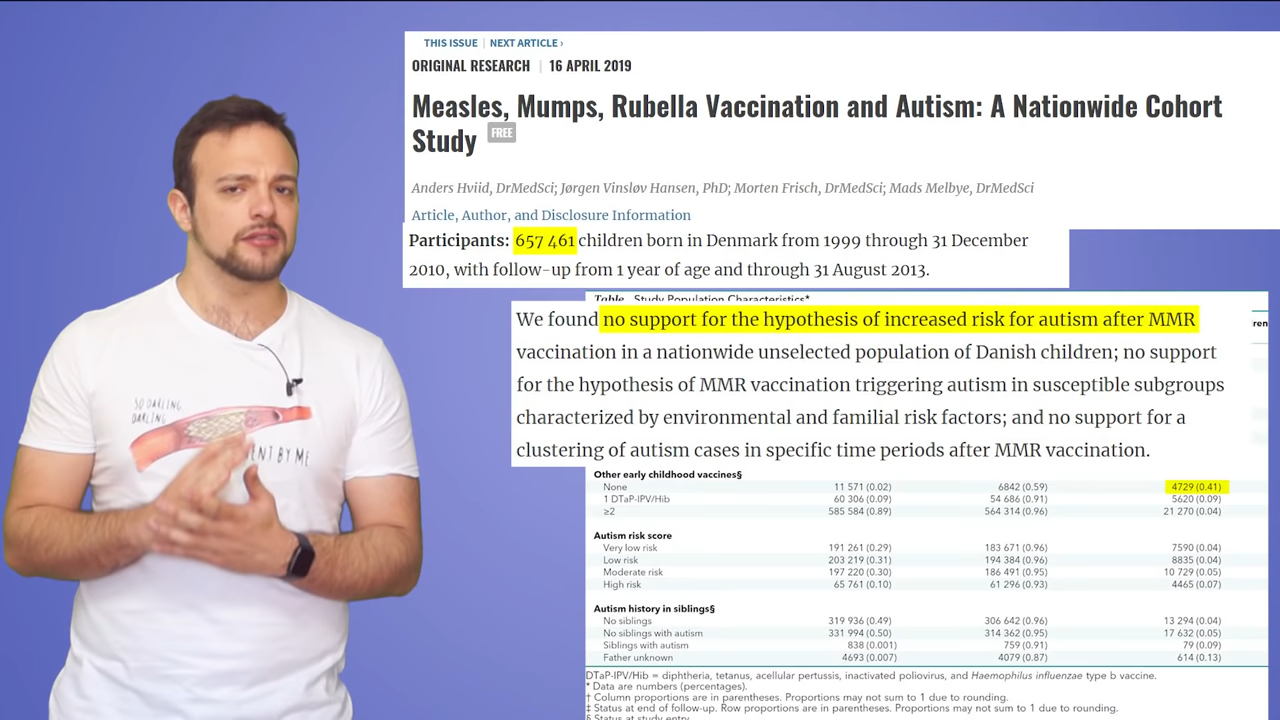 THIS ISSUE | NEXT ARTICLE ›
ORIGINAL RESEARCH | 16 APRIL 2019
Measles, Mumps, Rubella Vaccination and Autism: A Nationwide Cohort
Study FREE
Anders Hviid, DrMedSci; Jørgen Vinsløv Hansen, PhD; Morten Frisch, DrMedSci; Mads Melbye, DrMedSci
Article, Author, and Disclosure Information
Participants: 657 461 children born in Denmark from 1999 through 31 December
2010, with follow-up from 1 year of age and through 31 August 2013.
Table. Study Population Characteristics*
We found no support for the hypothesis of increased risk for autism after MMR
vaccination in a nationwide unselected population of Danish children; no support
for the hypothesis of MMR vaccination triggering autism in susceptible subgroups
characterized by environmental and familial risk factors; and no support for a
clustering of autism cases in specific time periods after MMR vaccination.
Other early childhood vaccines§
None 11 571 (0.02) 6842 (0.59) 4729 (0.41)
1 DTaP-IPV/Hib 60 306 (0.09) 54 686 (0.91) 5620 (0.09)
≥2 585 584 (0.89) 564 314 (0.96) 21 270 (0.04)
Autism risk score
Very low risk 191 261 (0.29) 183 671 (0.96) 7590 (0.04)
Low risk 203 219 (0.31) 194 384 (0.96) 8835 (0.04)
Moderate risk 197 220 (0.30) 186 491 (0.95) 10 729 (0.05)
High risk 65 761 (0.10) 61 296 (0.93) 4465 (0.07)
Autism history in siblings§
No siblings 319 936 (0.49) 306 642 (0.96) 13 294 (0.04)
No siblings with autism 331 994 (0.50) 314 362 (0.95) 17 632 (0.05)
Siblings with autism 838 (0.001) 759 (0.91) 79 (0.09)
Father unknown 4693 (0.007) 4079 (0.87) 614 (0.13)
DTaP-IPV/Hib = diphtheria, tetanus, acellular pertussis, inactivated poliovirus, and Haemophilus influenzae type b vaccine.
* Data are numbers (percentages).
† Column proportions are in parentheses. Proportions may not sum to 1 due to rounding.
‡ Status at end of follow-up. Row proportions are in parentheses. Proportions may not sum to 1 due to rounding.
§ Status at study entry.
SO DARLING
DARLING
ENT BY ME